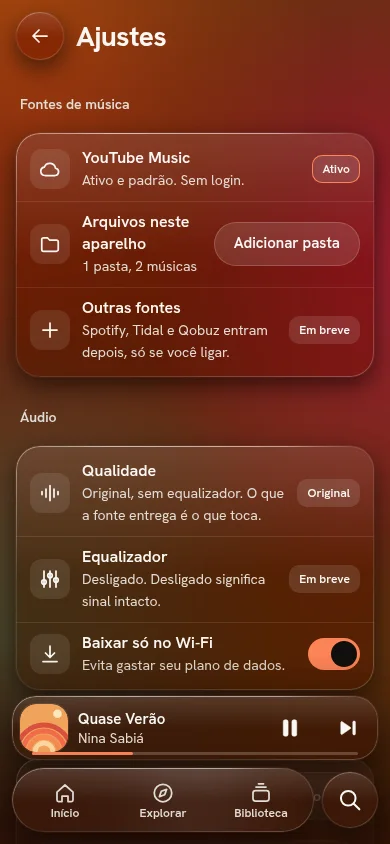 Ajustes
Fontes de música
YouTube Music
Ativo e padrão. Sem login.
Ativo
Arquivos neste
aparelho
1 pasta, 2 músicas
Adicionar pasta
Outras fontes
Spotify, Tidal e Qobuz entram
depois, só se você ligar.
Em breve
Áudio
Qualidade
Original, sem equalizador. O que
a fonte entrega é o que toca.
Original
Equalizador
Desligado. Desligado significa
sinal intacto.
Em breve
Baixar só no Wi-Fi
Evita gastar seu plano de dados.
Quase Verão
Nina Sabiá
Início
Explorar
Biblioteca